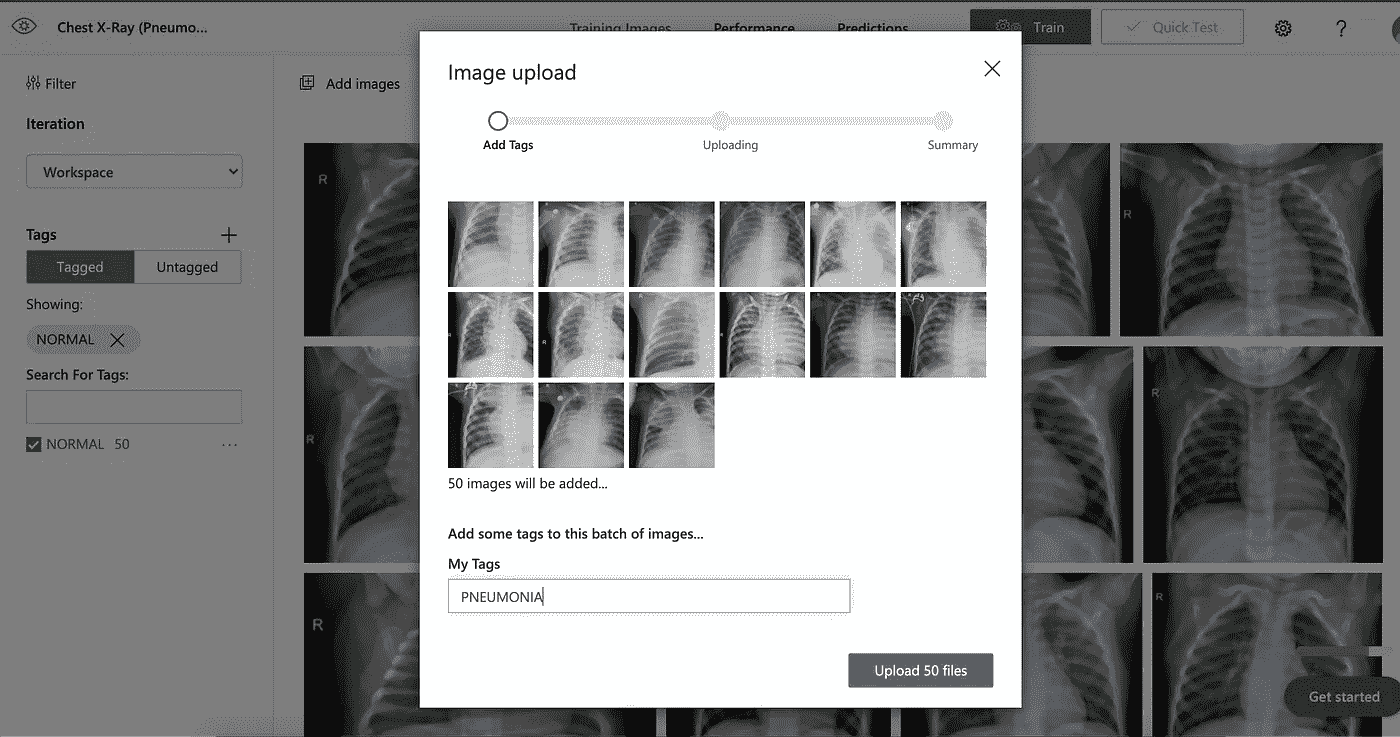 Chest X-Ray (Pneumo...
Training Images
Performance
Predictions
Train
Quick Test
?
Filter
Add images
Iteration
Workspace
Tags
Tagged
Untagged
Showing:
NORMAL
Search For Tags:
NORMAL 50
...
Image upload
Add Tags
Uploading
Summary
50 images will be added...
Add some tags to this batch of images...
My Tags
PNEUMONIA
Upload 50 files
R
R
R
R
R
R
Get started